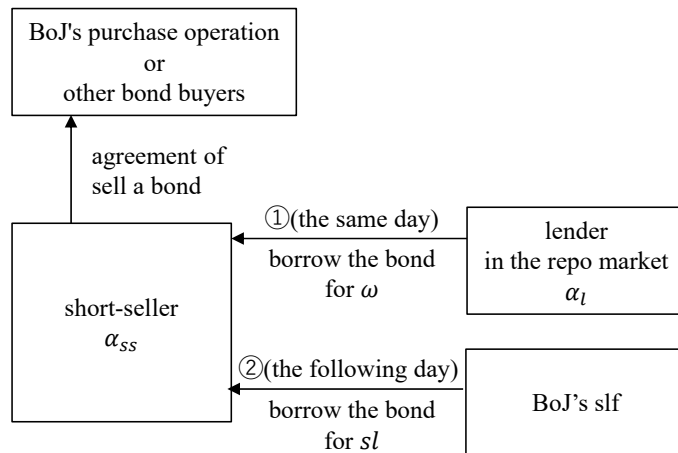 BoJ's purchase operation
or
other bond buyers
agreement of
sell a bond
①(the same day)
borrow the bond
for ω
lender
in the repo market
α_l
short-seller
α_ss
②(the following day)
borrow the bond
for sl
BoJ’s slf